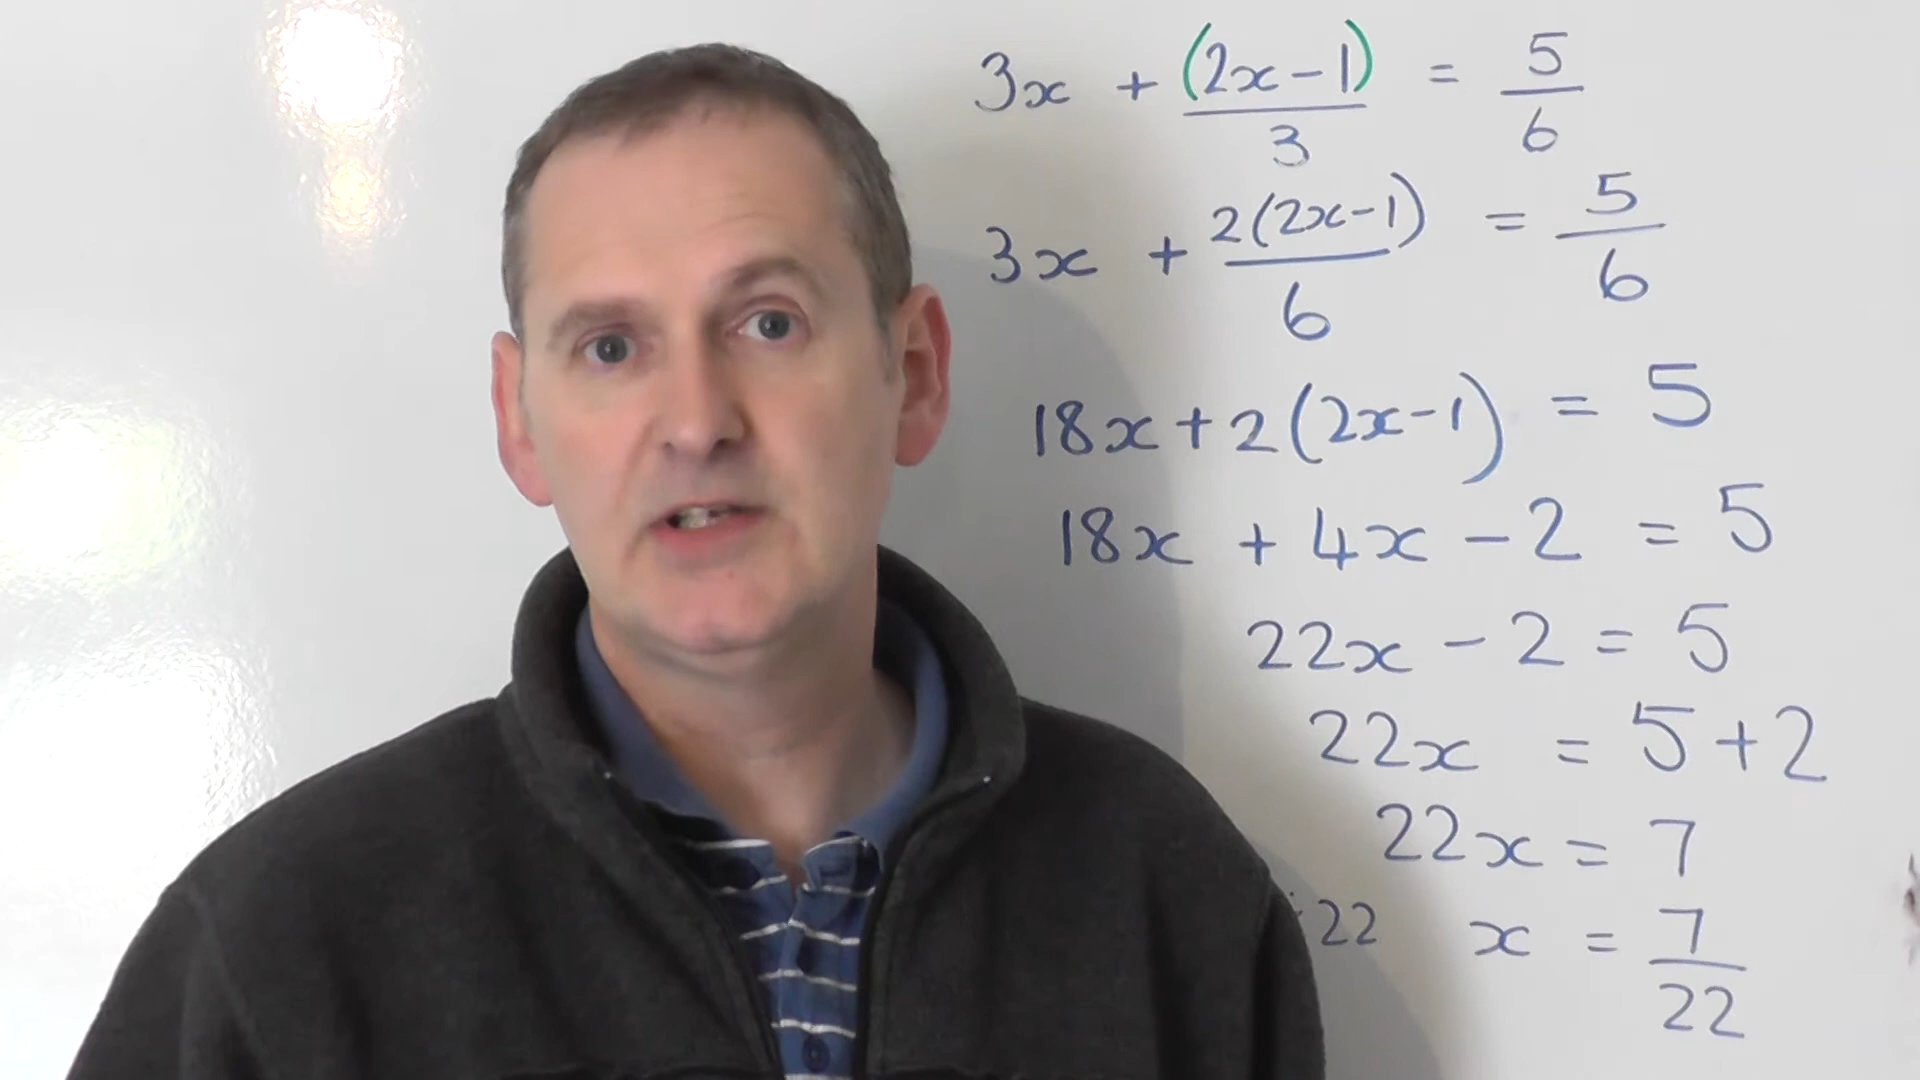 3x + (2x-1)/3 = 5/6
3x + 2(2x-1)/6 = 5/6
18x + 2(2x-1) = 5
18x + 4x - 2 = 5
22x - 2 = 5
22x = 5+2
22x = 7
÷22 x = 7/22